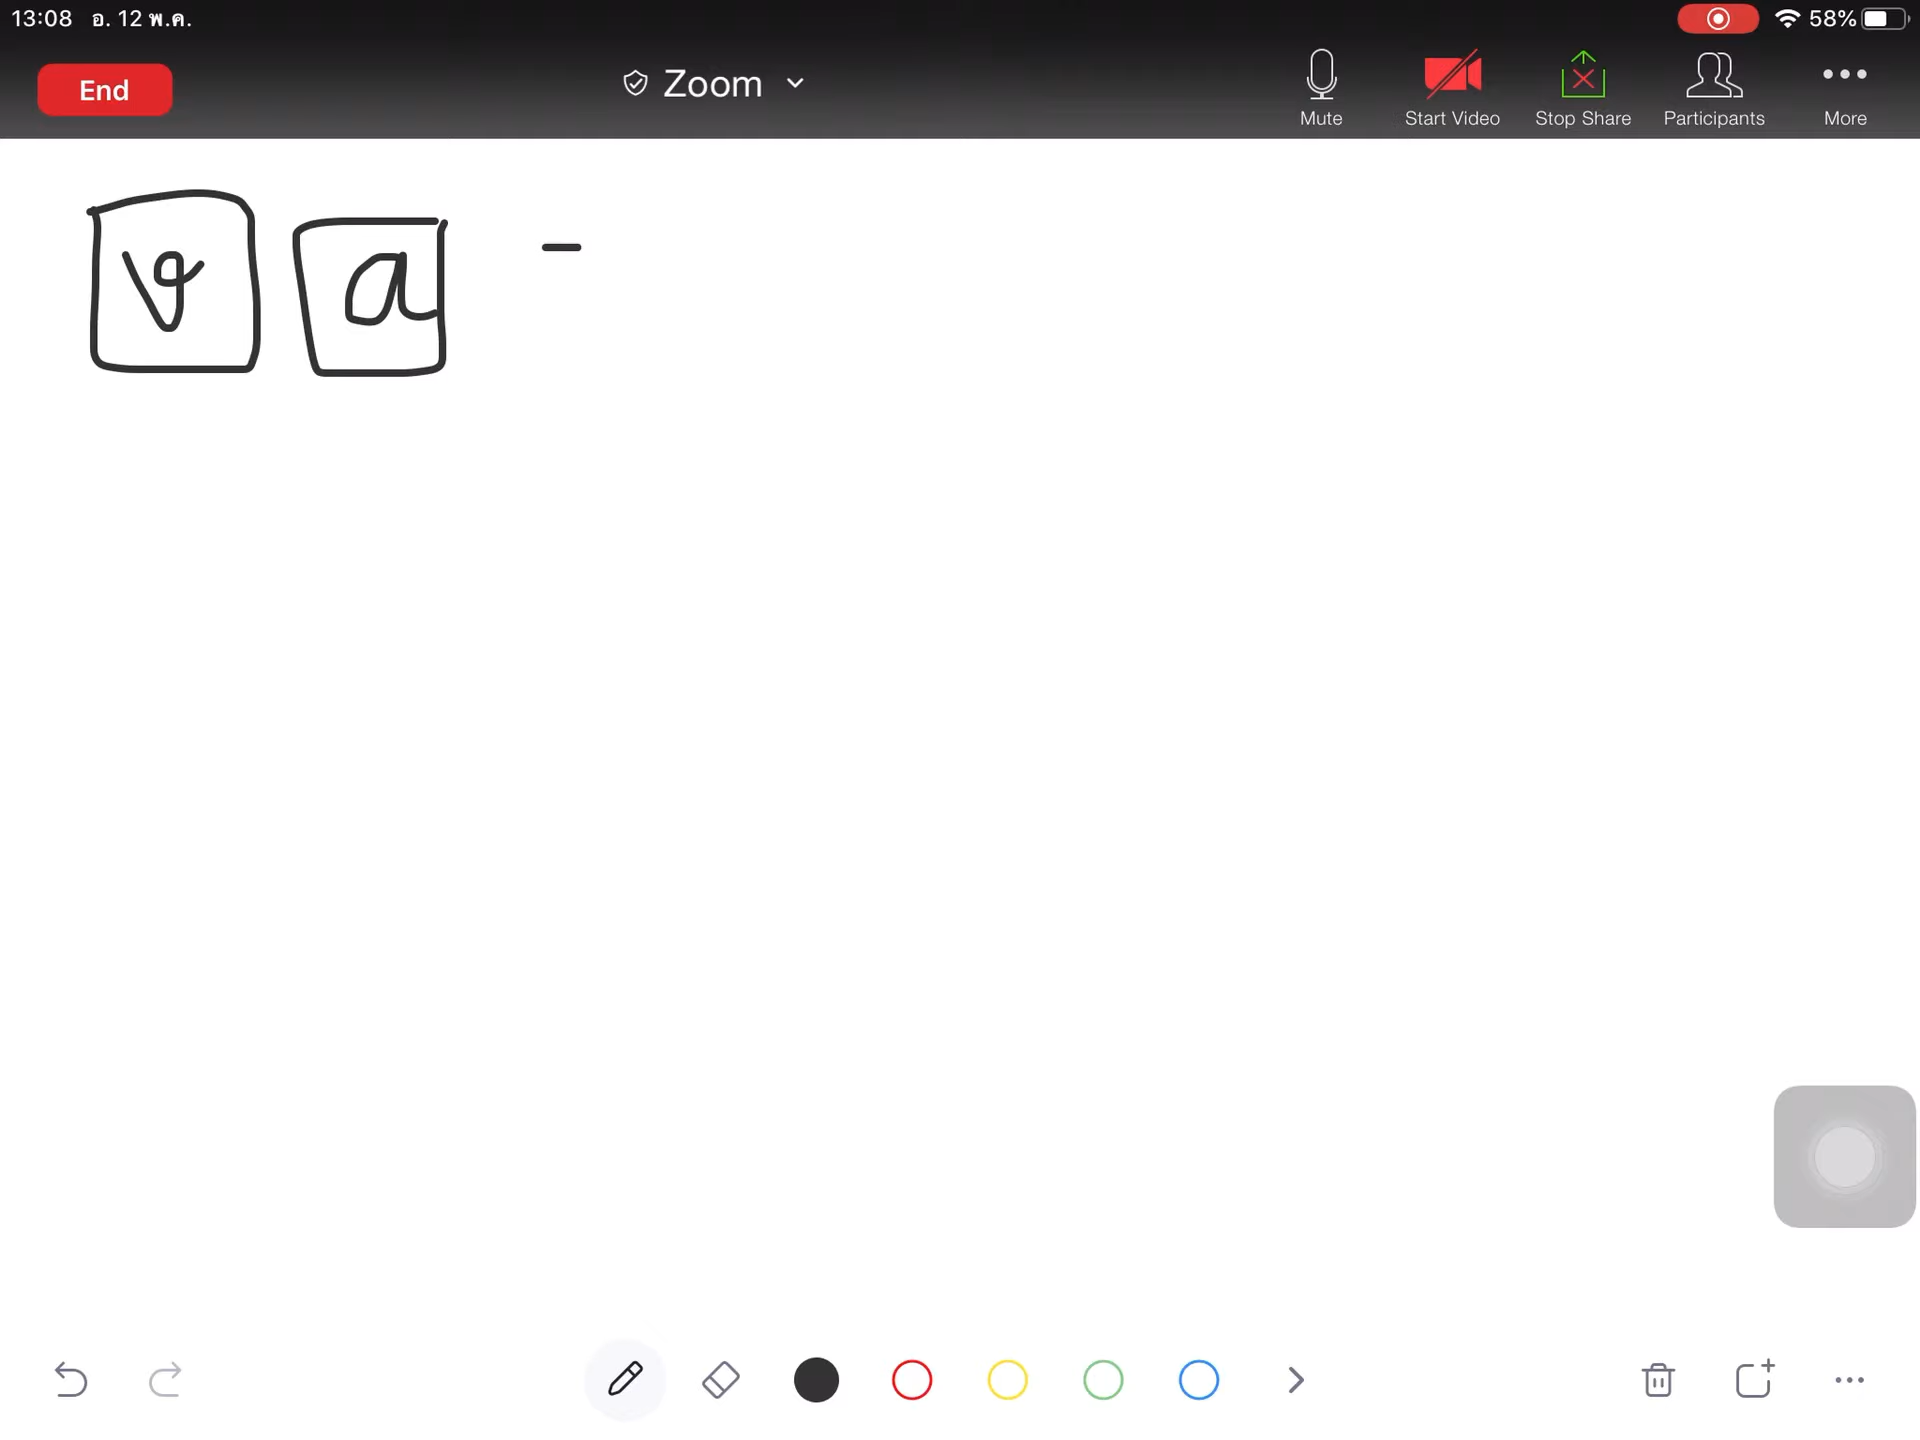 13:08 อ. 12 พ.ค. 58%
End Zoom Mute Start Video Stop Share Participants More
v a -